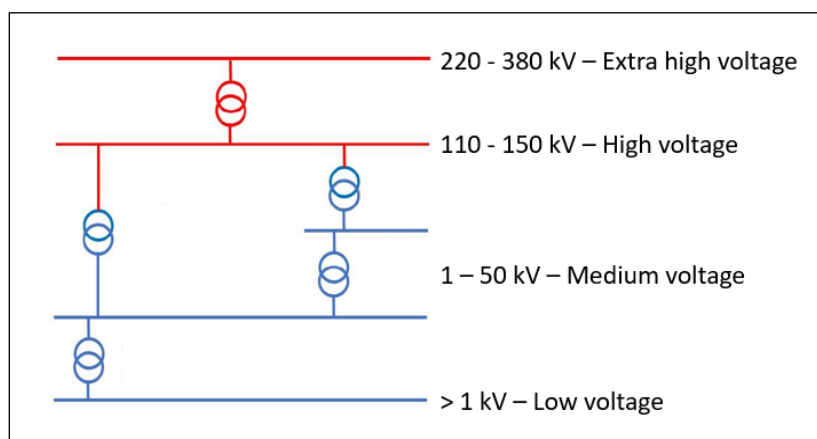 220 - 380 kV – Extra high voltage
110 - 150 kV – High voltage
1 – 50 kV – Medium voltage
> 1 kV – Low voltage